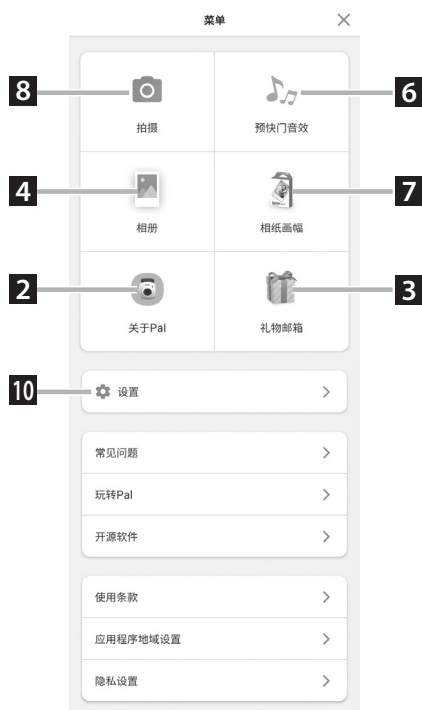 菜单
8 6
拍摄 预快门音效
4 7
相册 相纸画幅
2 3
关于Pal 礼物邮箱
10 设置
常见问题
玩转Pal
开源软件
使用条款
应用程序地域设置
隐私设置